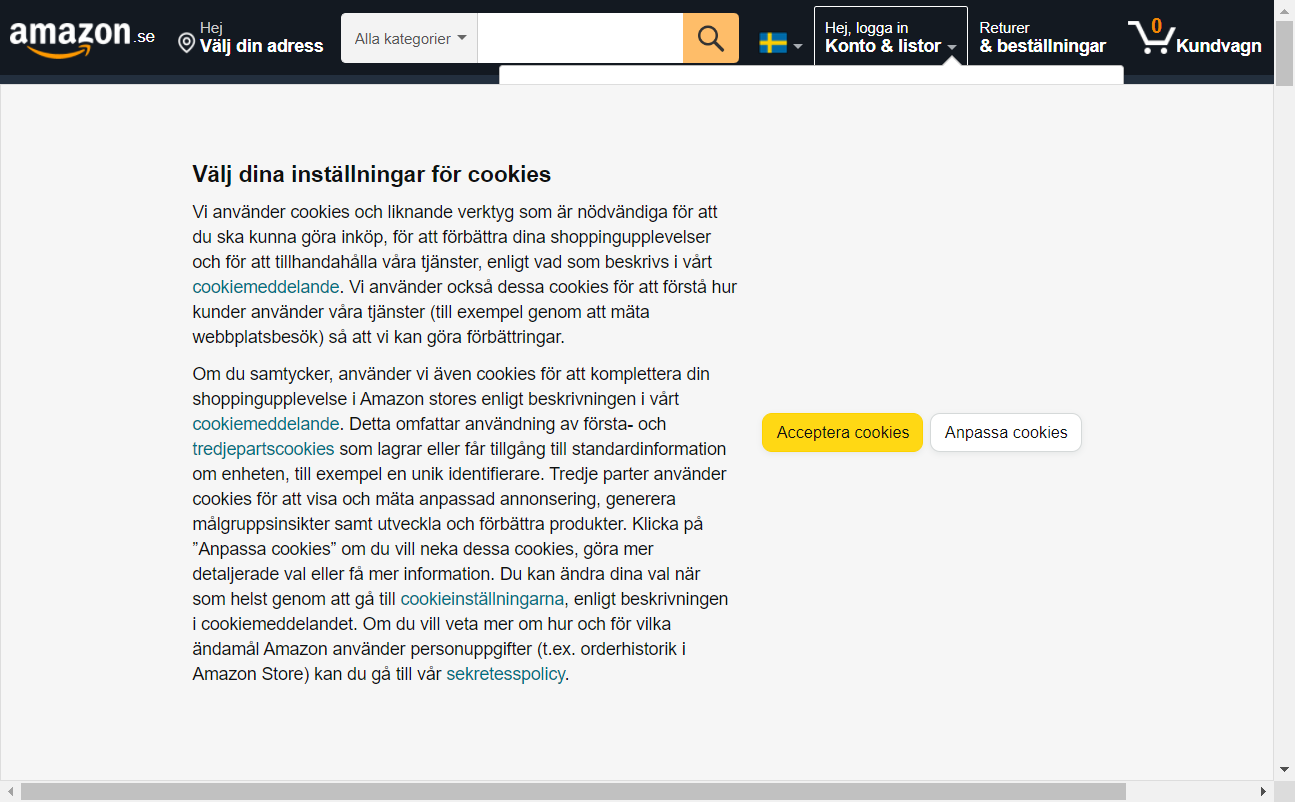 amazon.se
Hej
Välj din adress
Alla kategorier
Hej, logga in
Konto & listor
Returer
& beställningar
0
Kundvagn
Välj dina inställningar för cookies
Vi använder cookies och liknande verktyg som är nödvändiga för att
du ska kunna göra inköp, för att förbättra dina shoppingupplevelser
och för att tillhandahålla våra tjänster, enligt vad som beskrivs i vårt
cookiemeddelande. Vi använder också dessa cookies för att förstå hur
kunder använder våra tjänster (till exempel genom att mäta
webbplatsbesök) så att vi kan göra förbättringar.
Om du samtycker, använder vi även cookies för att komplettera din
shoppingupplevelse i Amazon stores enligt beskrivningen i vårt
cookiemeddelande. Detta omfattar användning av första- och
tredjepartscookies som lagrar eller får tillgång till standardinformation
om enheten, till exempel en unik identifierare. Tredje parter använder
cookies för att visa och mäta anpassad annonsering, generera
målgruppsinsikter samt utveckla och förbättra produkter. Klicka på
”Anpassa cookies” om du vill neka dessa cookies, göra mer
detaljerade val eller få mer information. Du kan ändra dina val när
som helst genom att gå till cookieinställningarna, enligt beskrivningen
i cookiemeddelandet. Om du vill veta mer om hur och för vilka
ändamål Amazon använder personuppgifter (t.ex. orderhistorik i
Amazon Store) kan du gå till vår sekretesspolicy.
Acceptera cookies
Anpassa cookies